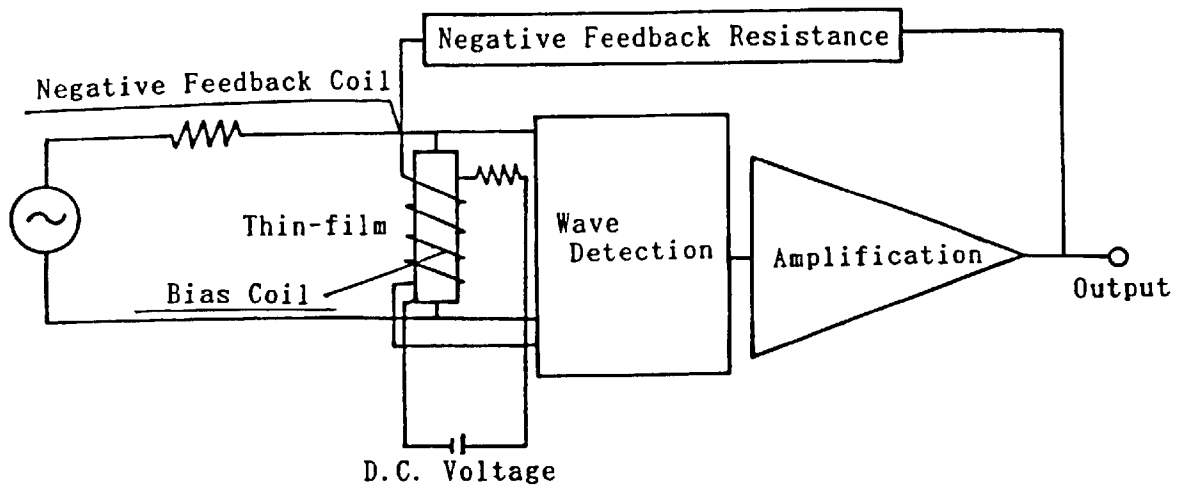 Negative Feedback Resistance
Negative Feedback Coil
Thin-film
Bias Coil
Wave
Detection
Amplification
Output
D.C. Voltage